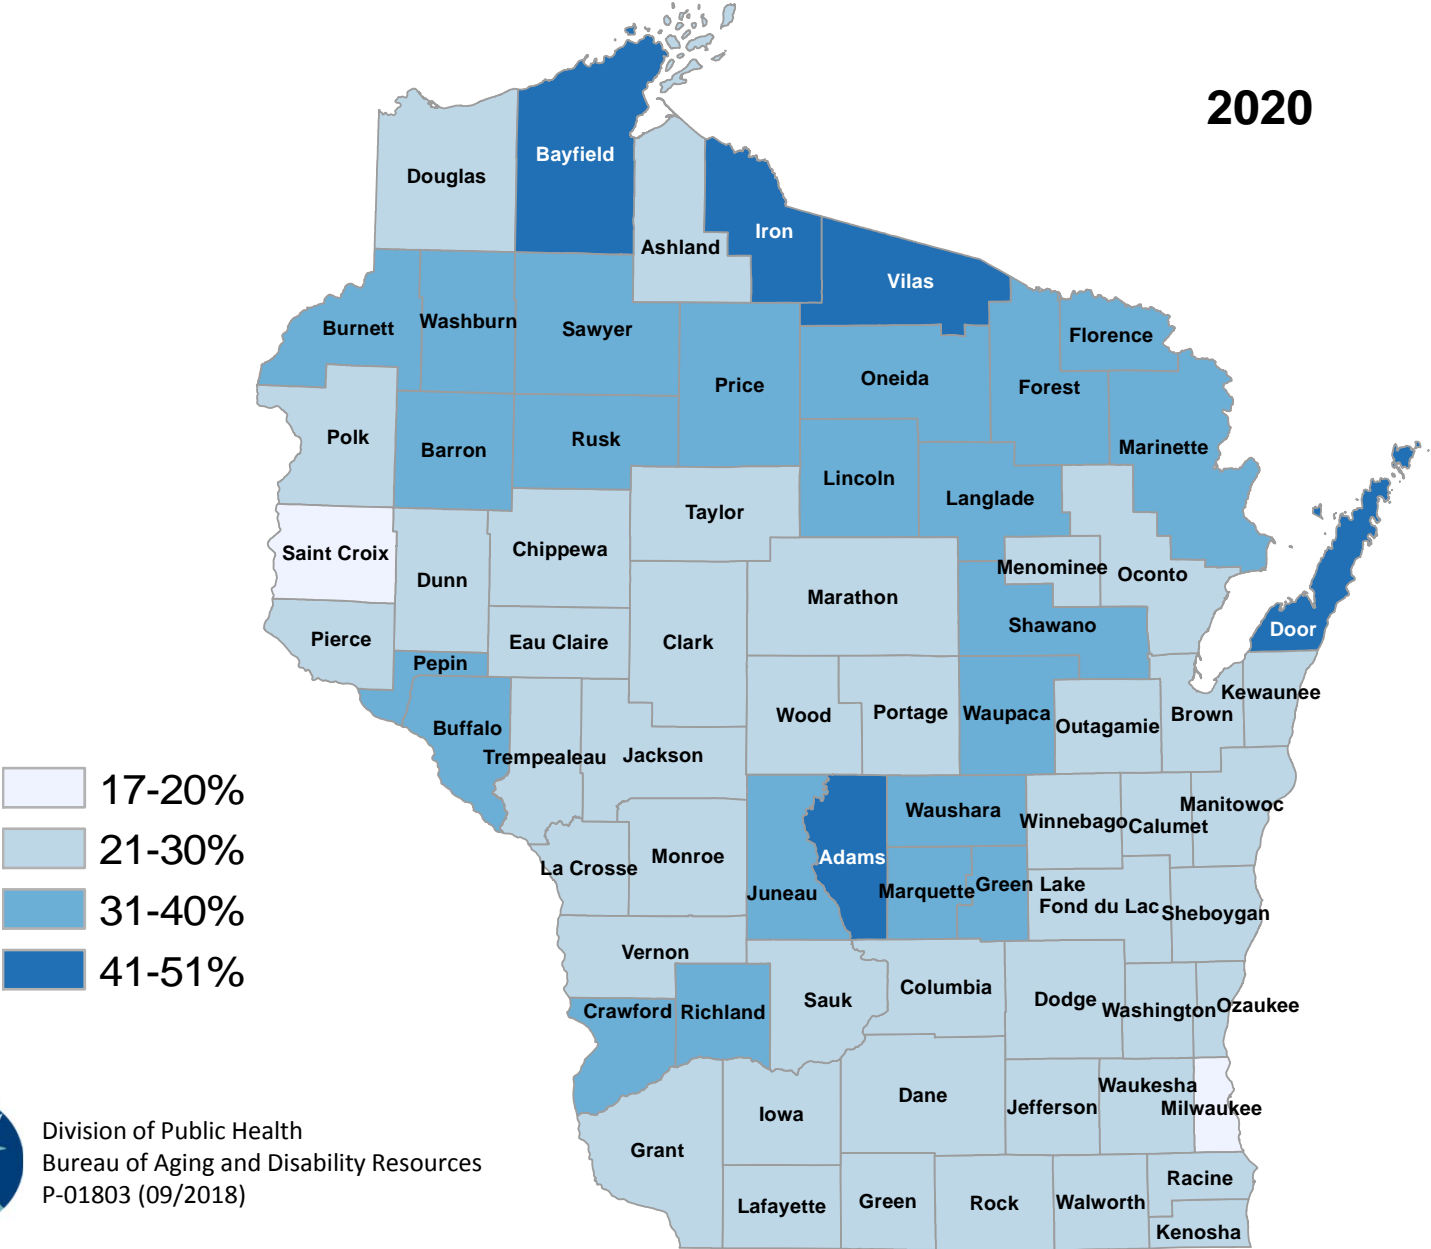 2020
Bayfield
Douglas
Iron
Ashland
Vilas
Burnett
Washburn
Sawyer
Florence
Price
Oneida
Forest
Polk
Barron
Rusk
Marinette
Lincoln
Langlade
Taylor
Saint Croix
Chippewa
Dunn
Menominee
Oconto
Marathon
Pierce
Eau Claire
Clark
Shawano
Door
Pepin
Kewaunee
Buffalo
Wood
Portage
Waupaca
Outagamie
Brown
Trempealeau
Jackson
17-20%
21-30%
31-40%
41-51%
Waushara
Winnebago
Calumet
Manitowoc
La Crosse
Monroe
Adams
Juneau
Marquette
Green Lake
Fond du Lac
Sheboygan
Vernon
Crawford
Richland
Sauk
Columbia
Dodge
Washington
Ozaukee
Iowa
Dane
Jefferson
Waukesha
Milwaukee
Grant
Lafayette
Green
Rock
Walworth
Racine
Kenosha
Division of Public Health
Bureau of Aging and Disability Resources
P-01803 (09/2018)